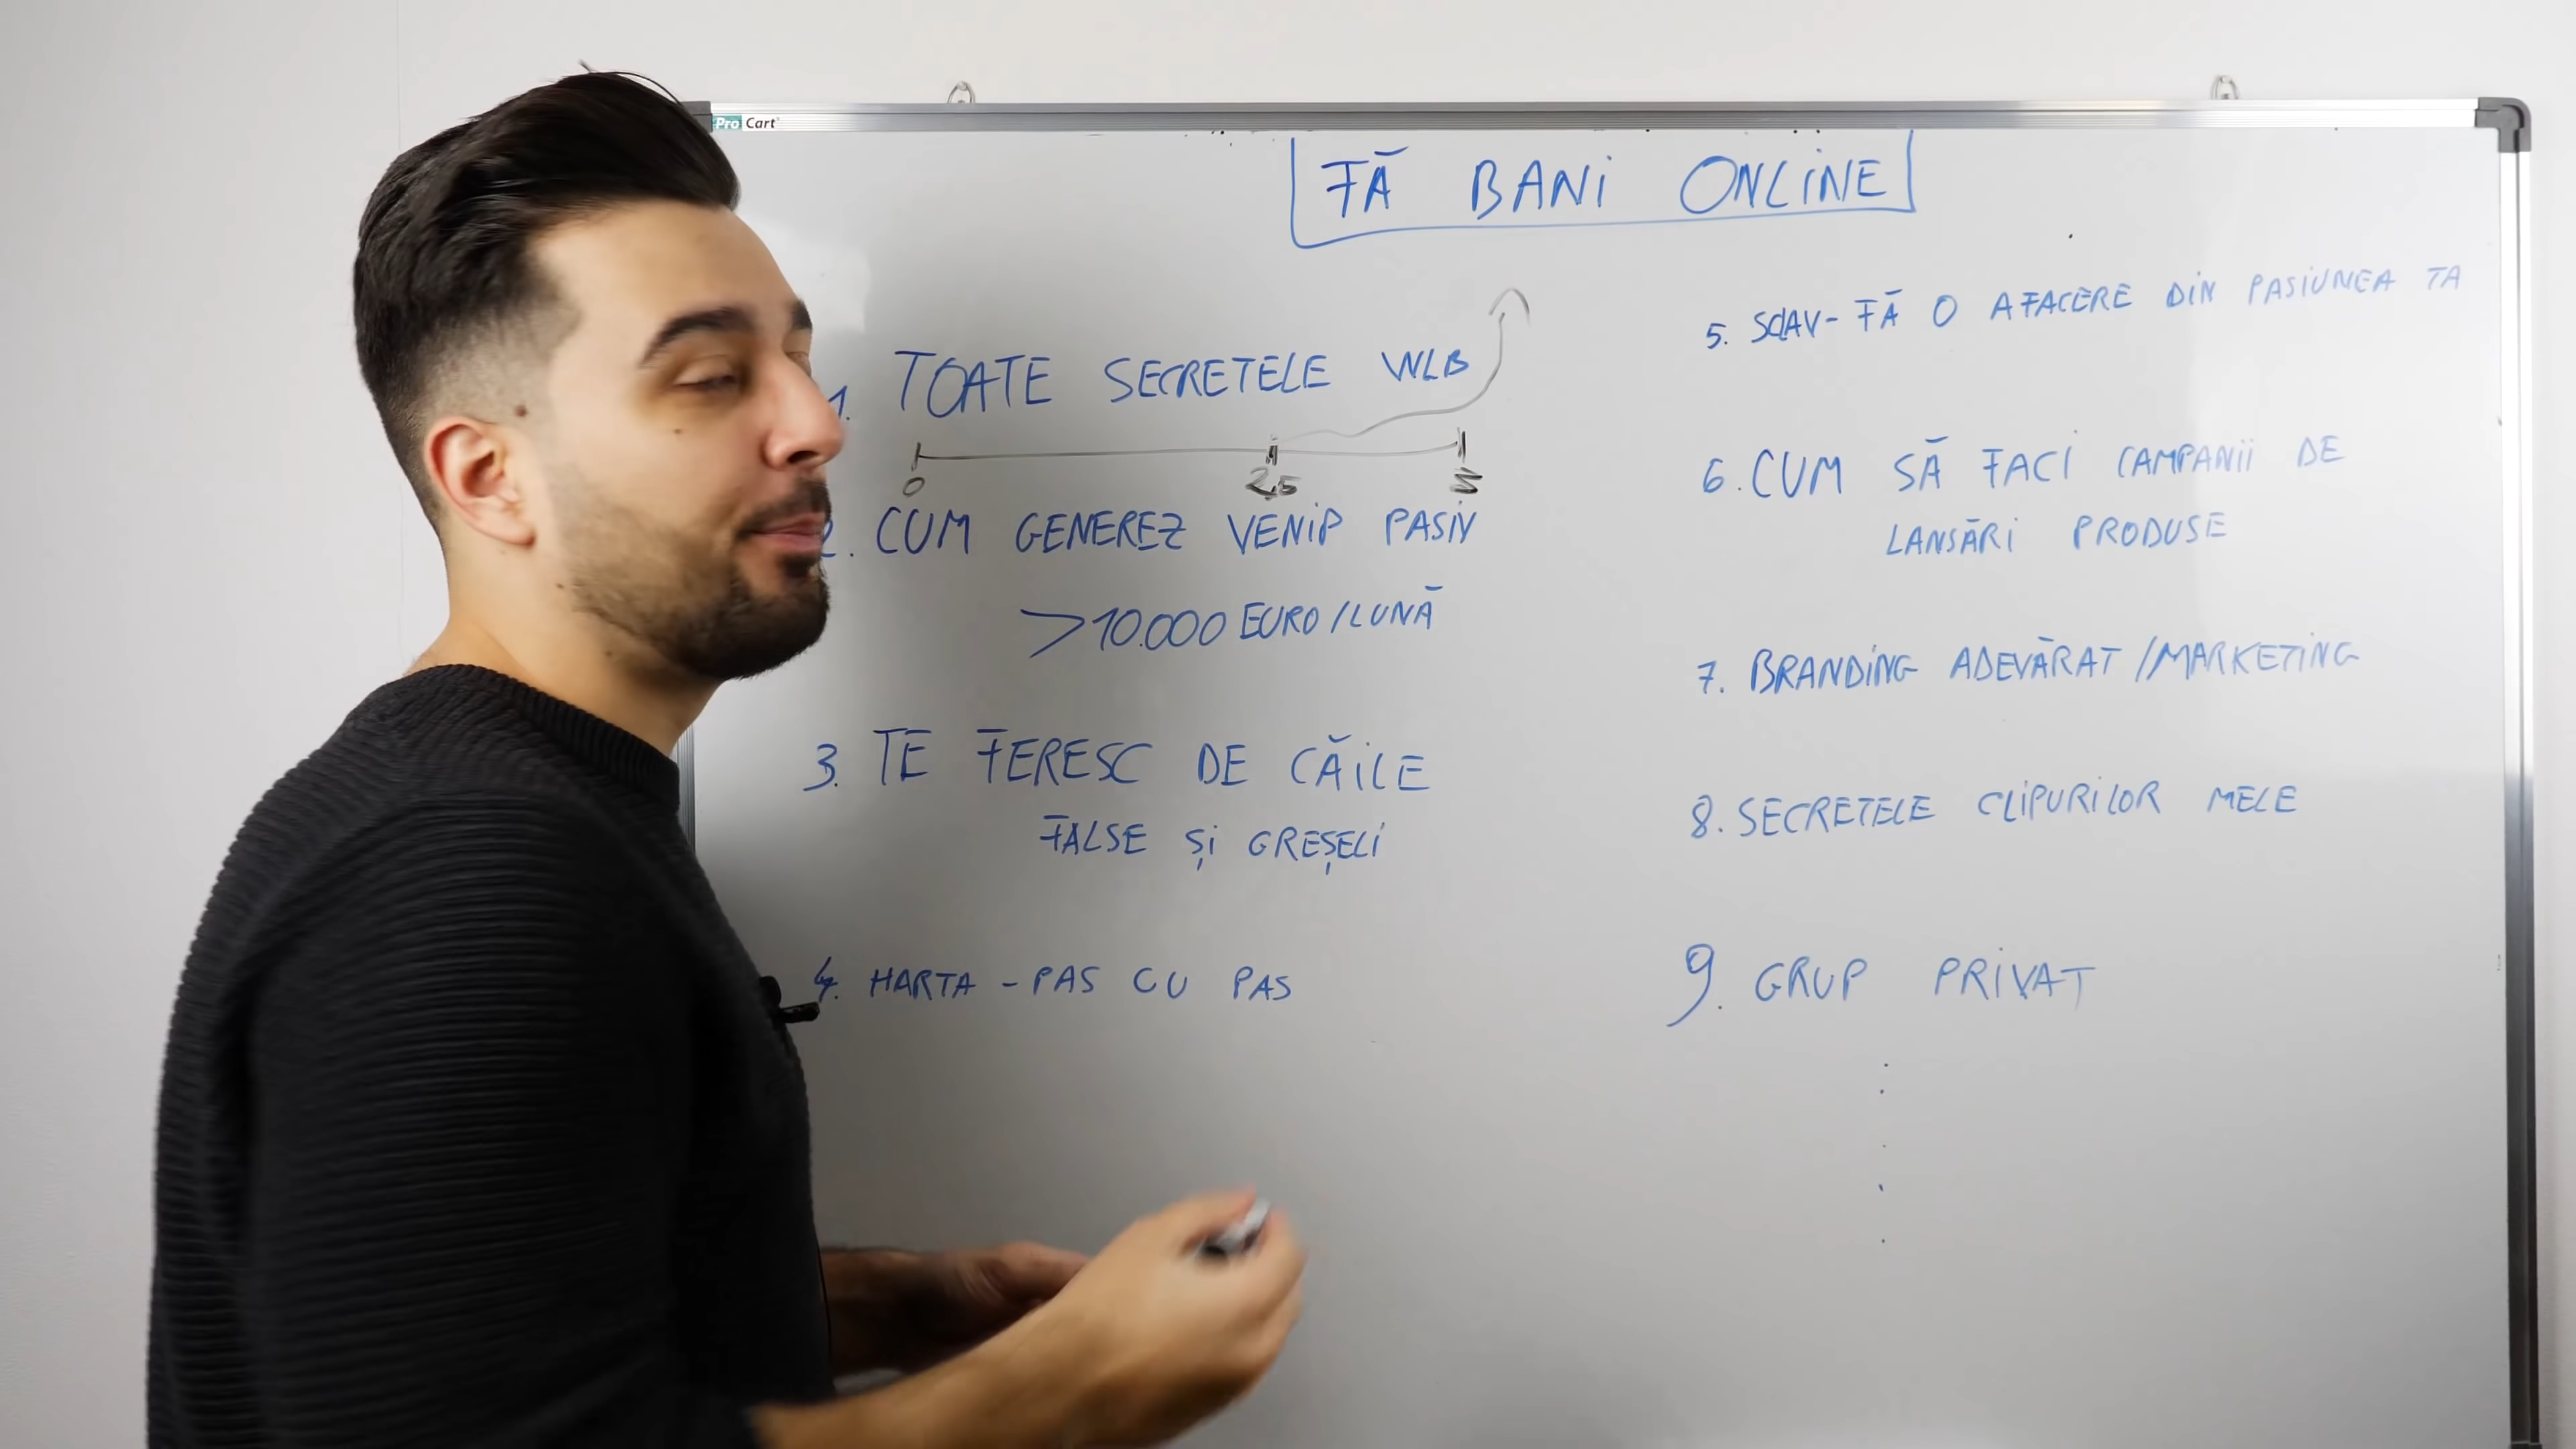 Pro Cart
FĂ BANI ONLINE
1. TOATE SECRETELE WLB
0 2,5 5
2. CUM GENEREZ VENIP PASIV
>10.000 EURO/LUNĂ
3. TE FERESC DE CĂILE
FALSE ȘI GREȘELI
4. HARTA - PAS CU PAS
5. SDAV- FĂ O AFACERE DIN PASIUNEA TA
6. CUM SĂ FACI CAMPANII DE
LANSĂRI PRODUSE
7. BRANDING ADEVĂRAT/MARKETING
8. SECRETELE CLIPURILOR MELE
9. GRUP PRIVAT